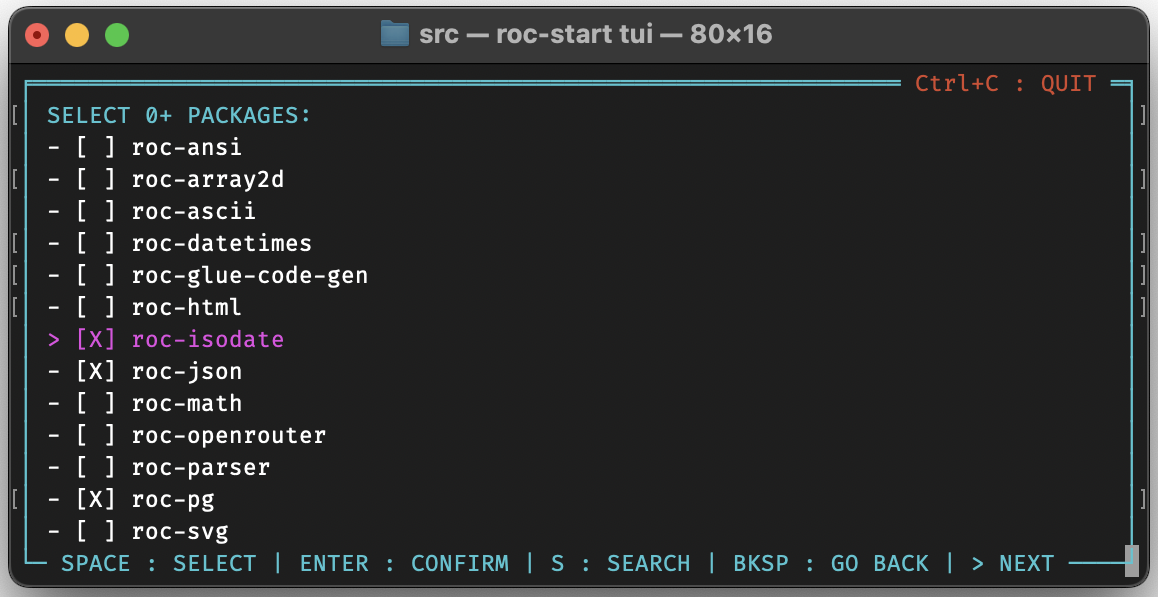 src — roc-start tui — 80×16
Ctrl+C : QUIT
SELECT 0+ PACKAGES:
- [ ] roc-ansi
- [ ] roc-array2d
- [ ] roc-ascii
- [ ] roc-datetimes
- [ ] roc-glue-code-gen
- [ ] roc-html
> [X] roc-isodate
- [X] roc-json
- [ ] roc-math
- [ ] roc-openrouter
- [ ] roc-parser
- [X] roc-pg
- [ ] roc-svg
SPACE : SELECT | ENTER : CONFIRM | S : SEARCH | BKSP : GO BACK | > NEXT